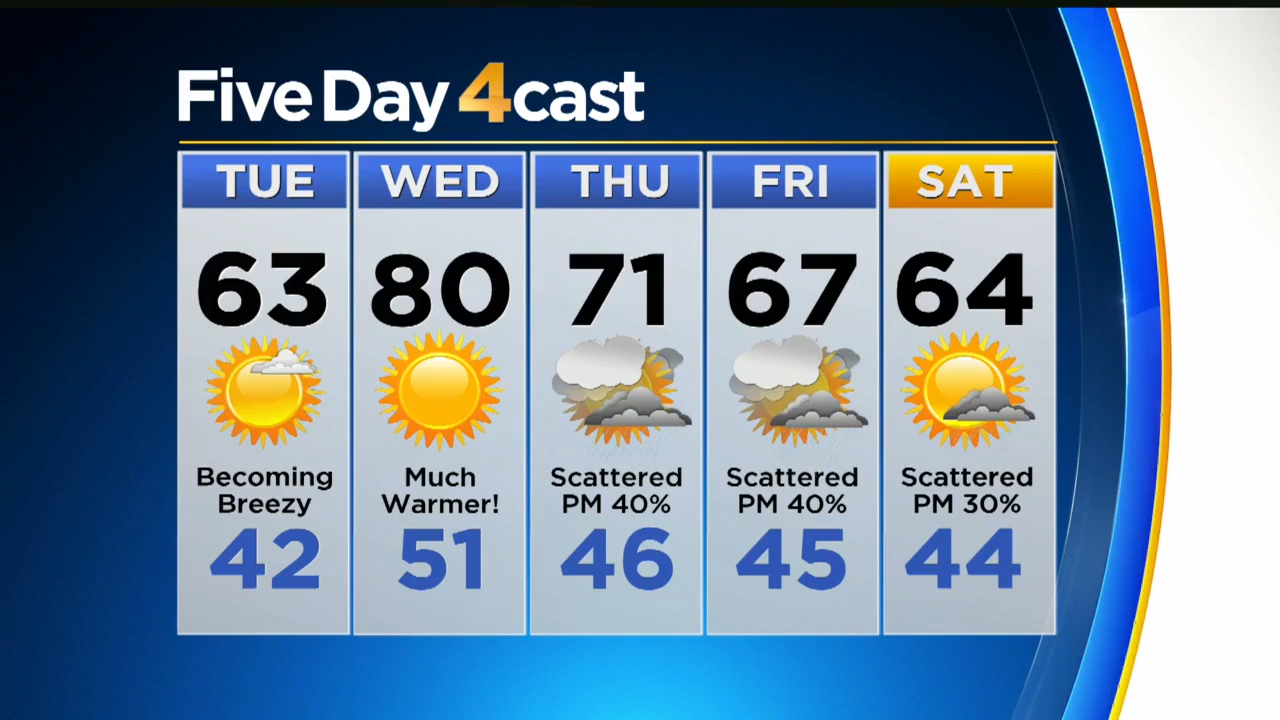 Five Day 4cast
TUE WED THU FRI SAT
63 80 71 67 64
Becoming Much Scattered Scattered Scattered
Breezy Warmer! PM 40% PM 40% PM 30%
42 51 46 45 44